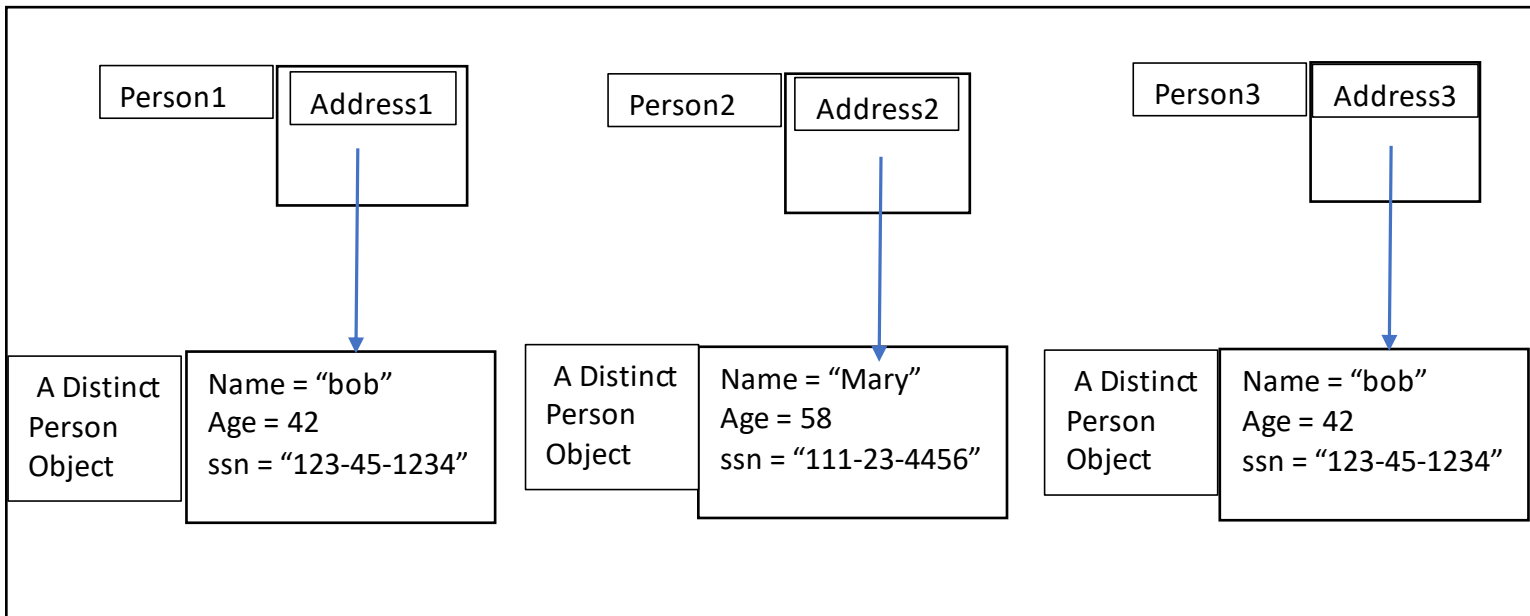 Person1
Address1
Person2
Address2
Person3
Address3
A Distinct
Person
Object
Name = “bob”
Age = 42
ssn = “123-45-1234”
A Distinct
Person
Object
Name = “Mary”
Age = 58
ssn = “111-23-4456”
A Distinct
Person
Object
Name = “bob”
Age = 42
ssn = “123-45-1234”